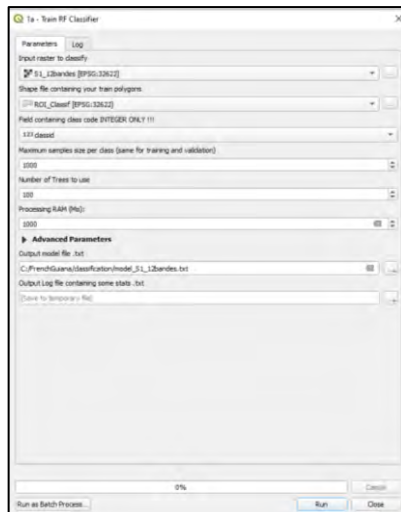 1a - Train RF Classifier
Parameters Log
Input raster to classify
S1_12bandes [EPSG:32622]
Shape file containing your train polygons
ROI_Classif [EPSG:32622]
Field containing class code INTEGER ONLY !!!
123 classid
Maximum samples size per class (same for training and validation)
1000
Number of Trees to use
100
Processing RAM (Mo):
1000
Advanced Parameters
Output model file .txt
C:/FrenchGuiana/classification/model_S1_12bandes.txt
Output Log file containing some stats .txt
[Save to temporary file]
0% Cancel
Run as Batch Process... Run Close